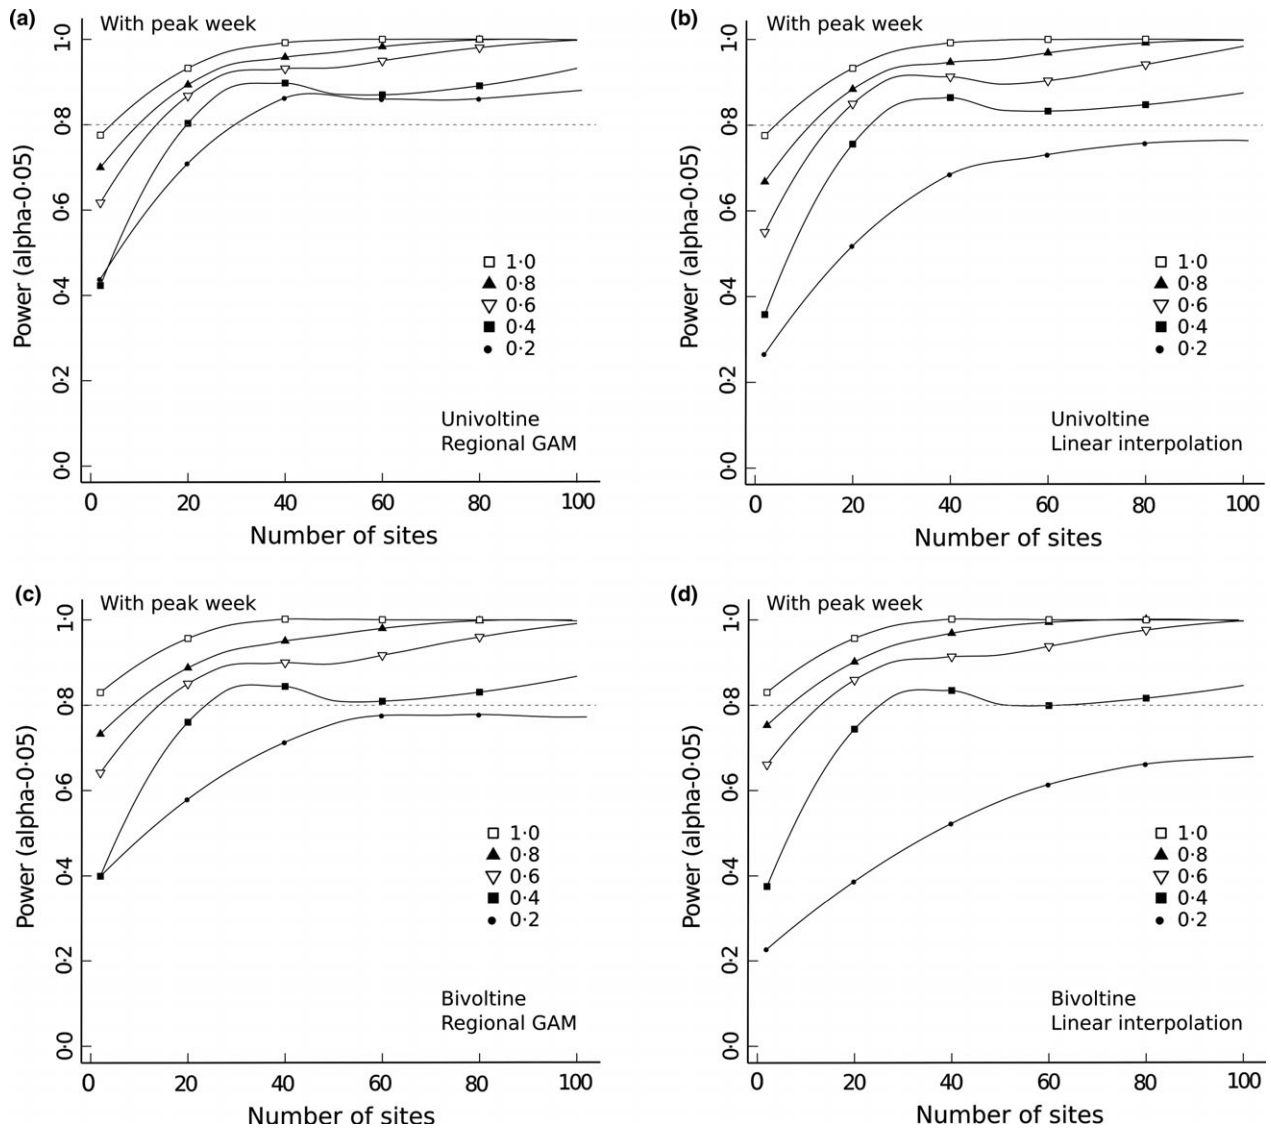 (a)
With peak week
1·0
0·8
0·6
0·4
0·2
0·0
Power (alpha-0·05)
□ 1·0
▲ 0·8
▽ 0·6
■ 0·4
● 0·2
Univoltine
Regional GAM
0 20 40 60 80 100
Number of sites
(b)
With peak week
1·0
0·8
0·6
0·4
0·2
0·0
Power (alpha-0·05)
□ 1·0
▲ 0·8
▽ 0·6
■ 0·4
● 0·2
Univoltine
Linear interpolation
0 20 40 60 80 100
Number of sites
(c)
With peak week
1·0
0·8
0·6
0·4
0·2
0·0
Power (alpha-0·05)
□ 1·0
▲ 0·8
▽ 0·6
■ 0·4
● 0·2
Bivoltine
Regional GAM
0 20 40 60 80 100
Number of sites
(d)
With peak week
1·0
0·8
0·6
0·4
0·2
0·0
Power (alpha-0·05)
□ 1·0
▲ 0·8
▽ 0·6
■ 0·4
● 0·2
Bivoltine
Linear interpolation
0 20 40 60 80 100
Number of sites